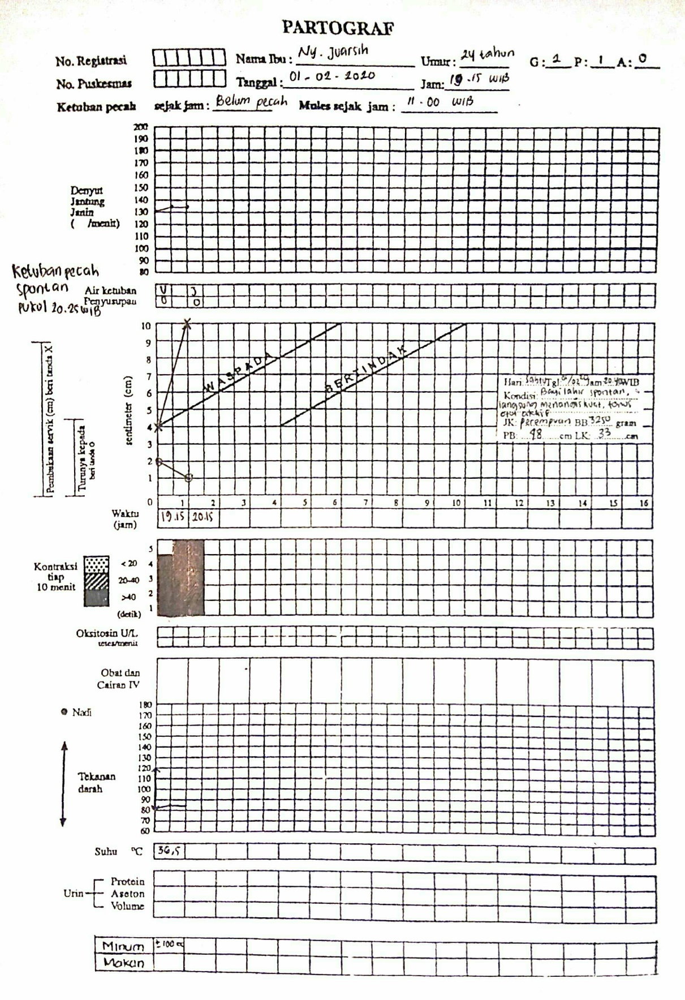 PARTOGRAF
No. Registrasi Nama Ibu : Ny. Juarsih Umur : 24 tahun G: 2 P: 1 A: 0
No. Puskesmas Tanggal : 01 - 02 - 2020 Jam: 19.15 WIB
Ketuban pecah sejak jam : Belum pecah Mules sejak jam : 11.00 WIB
Denyut
Jantung
Janin
( /menit)
200
190
180
170
160
150
140
130
120
110
100
90
80
Ketuban pecah
spontan
pukul 20.25 WIB
Air ketuban U J
Penyusupan 0 0
Pembukaan servik (cm) beri tanda X
Turunya kepada
beri tanda O
sentimeter (cm)
10
9
8
7
6
5
4
3
2
1
0
WASPADA
BERTINDAK
Hari: Sabtu Tgl: 01/02 20 Jam 20.40 WIB
Kondisi: Bayi lahir spontan,
langsung menangis kuat, tonus
otot aktif
JK: perempuan BB 3250 gram
PB: 48 cm LK: 33 cm
1 2 3 4 5 6 7 8 9 10 11 12 13 14 15 16
Waktu
(jam)
19.15 20.15
Kontraksi
tiap
10 menit
< 20
20-40
>40
(detik)
5
4
3
2
1
Oksitosin U/L
tetes/menit
Obat dan
Cairan IV
Nadi
Tekanan
darah
180
170
160
150
140
130
120
110
100
90
80
70
60
Suhu °C 36,5
Urin
Protein
Aseton
Volume
Minum ± 100 cc
Makan